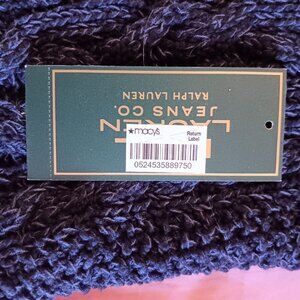 LAUREN
JEANS CO.
RALPH LAUREN
★macy's Return
Label
0524535889750